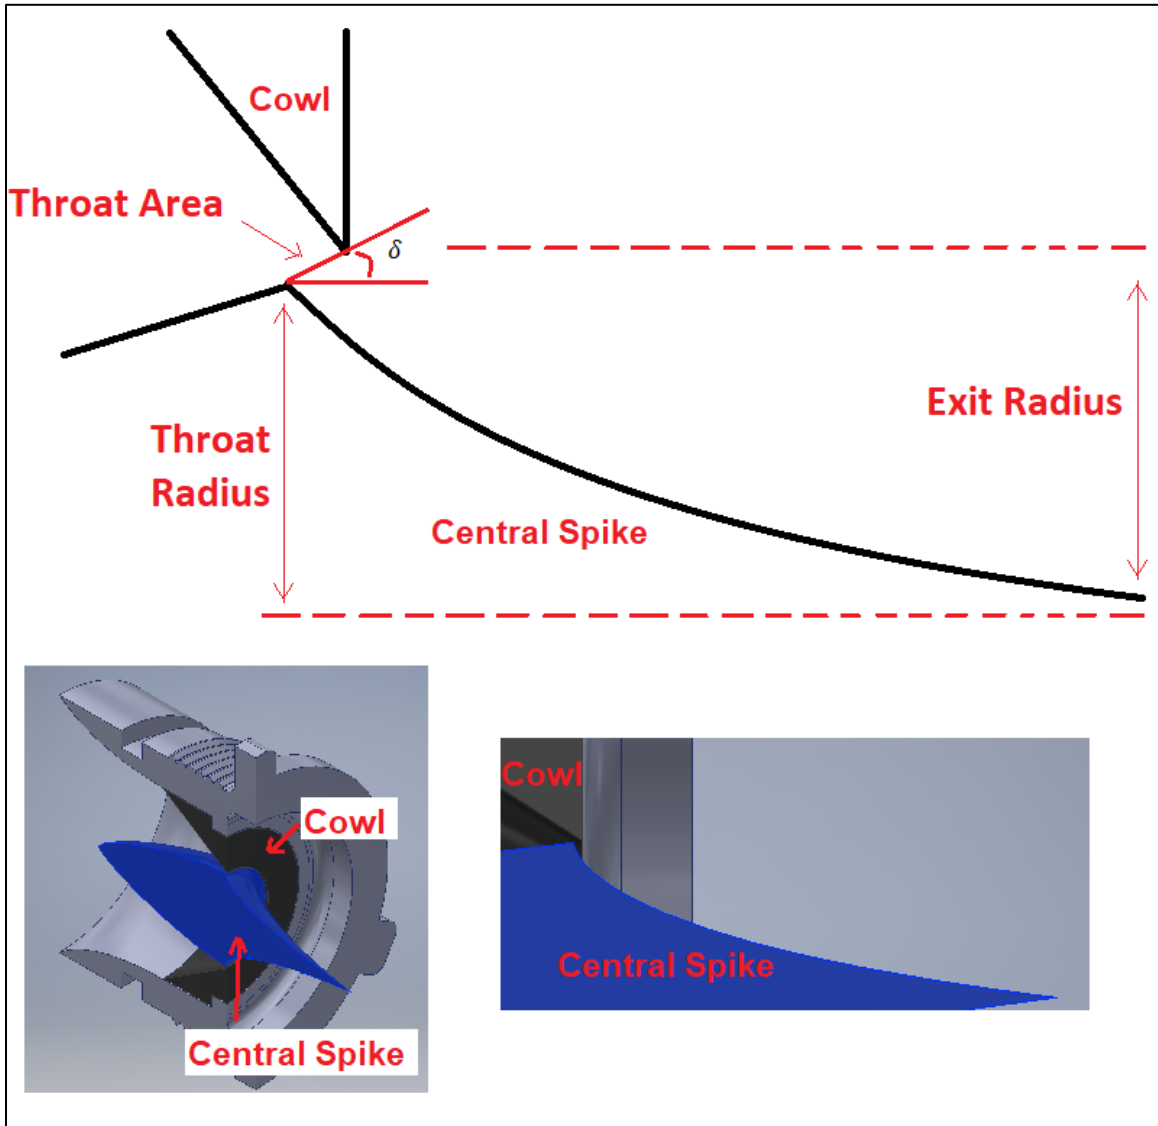 Cowl
Throat Area
δ
Exit Radius
Throat
Radius
Central Spike
Cowl
Central Spike
Cowl
Central Spike